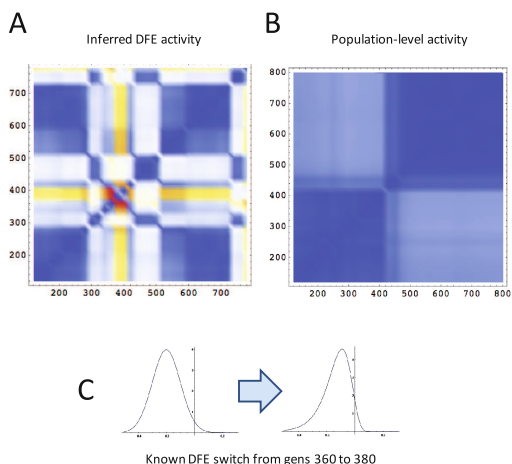 A
B
Inferred DFE activity
Population-level activity
700
600
500
400
300
200
200 300 400 500 600 700
800
700
600
500
400
300
200
200 300 400 500 600 700 800
C
Known DFE switch from gens 360 to 380